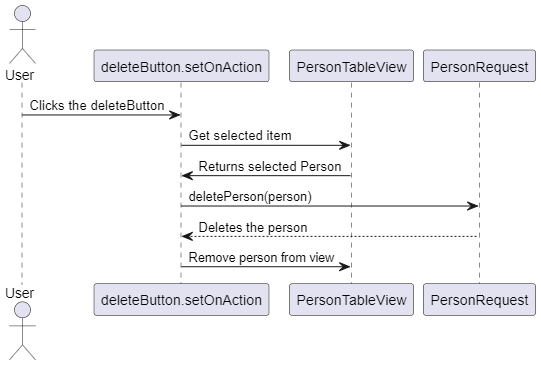 User
deleteButton.setOnAction
PersonTableView
PersonRequest
Clicks the deleteButton
Get selected item
Returns selected Person
deletePerson(person)
Deletes the person
Remove person from view
User
deleteButton.setOnAction
PersonTableView
PersonRequest